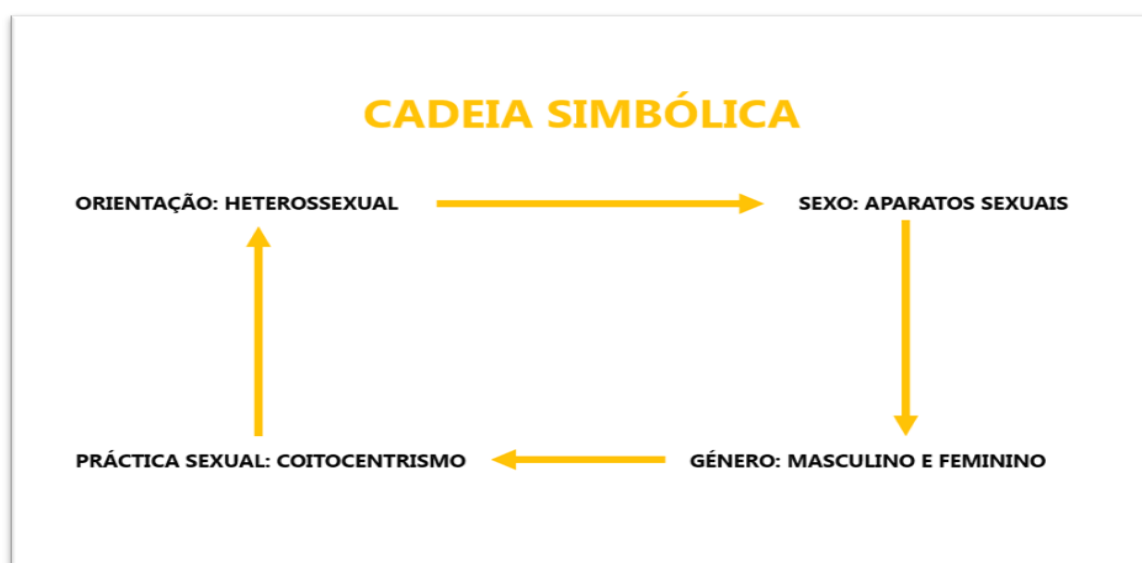 CADEIA SIMBÓLICA
ORIENTAÇÃO: HETEROSSEXUAL
SEXO: APARATOS SEXUAIS
PRÁCTICA SEXUAL: COITOCENTRISMO
GÉNERO: MASCULINO E FEMININO